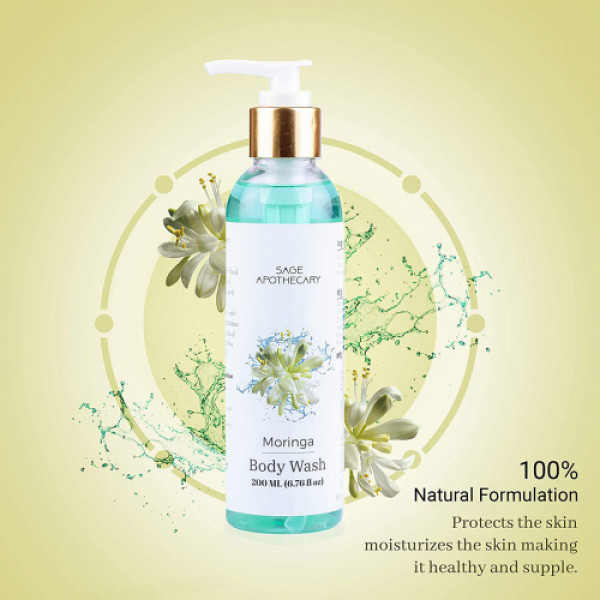 SAGE
APOTHECARY
Moringa
Body Wash
200 ML (6.76 fl oz)
100%
Natural Formulation
Protects the skin
moisturizes the skin making
it healthy and supple.